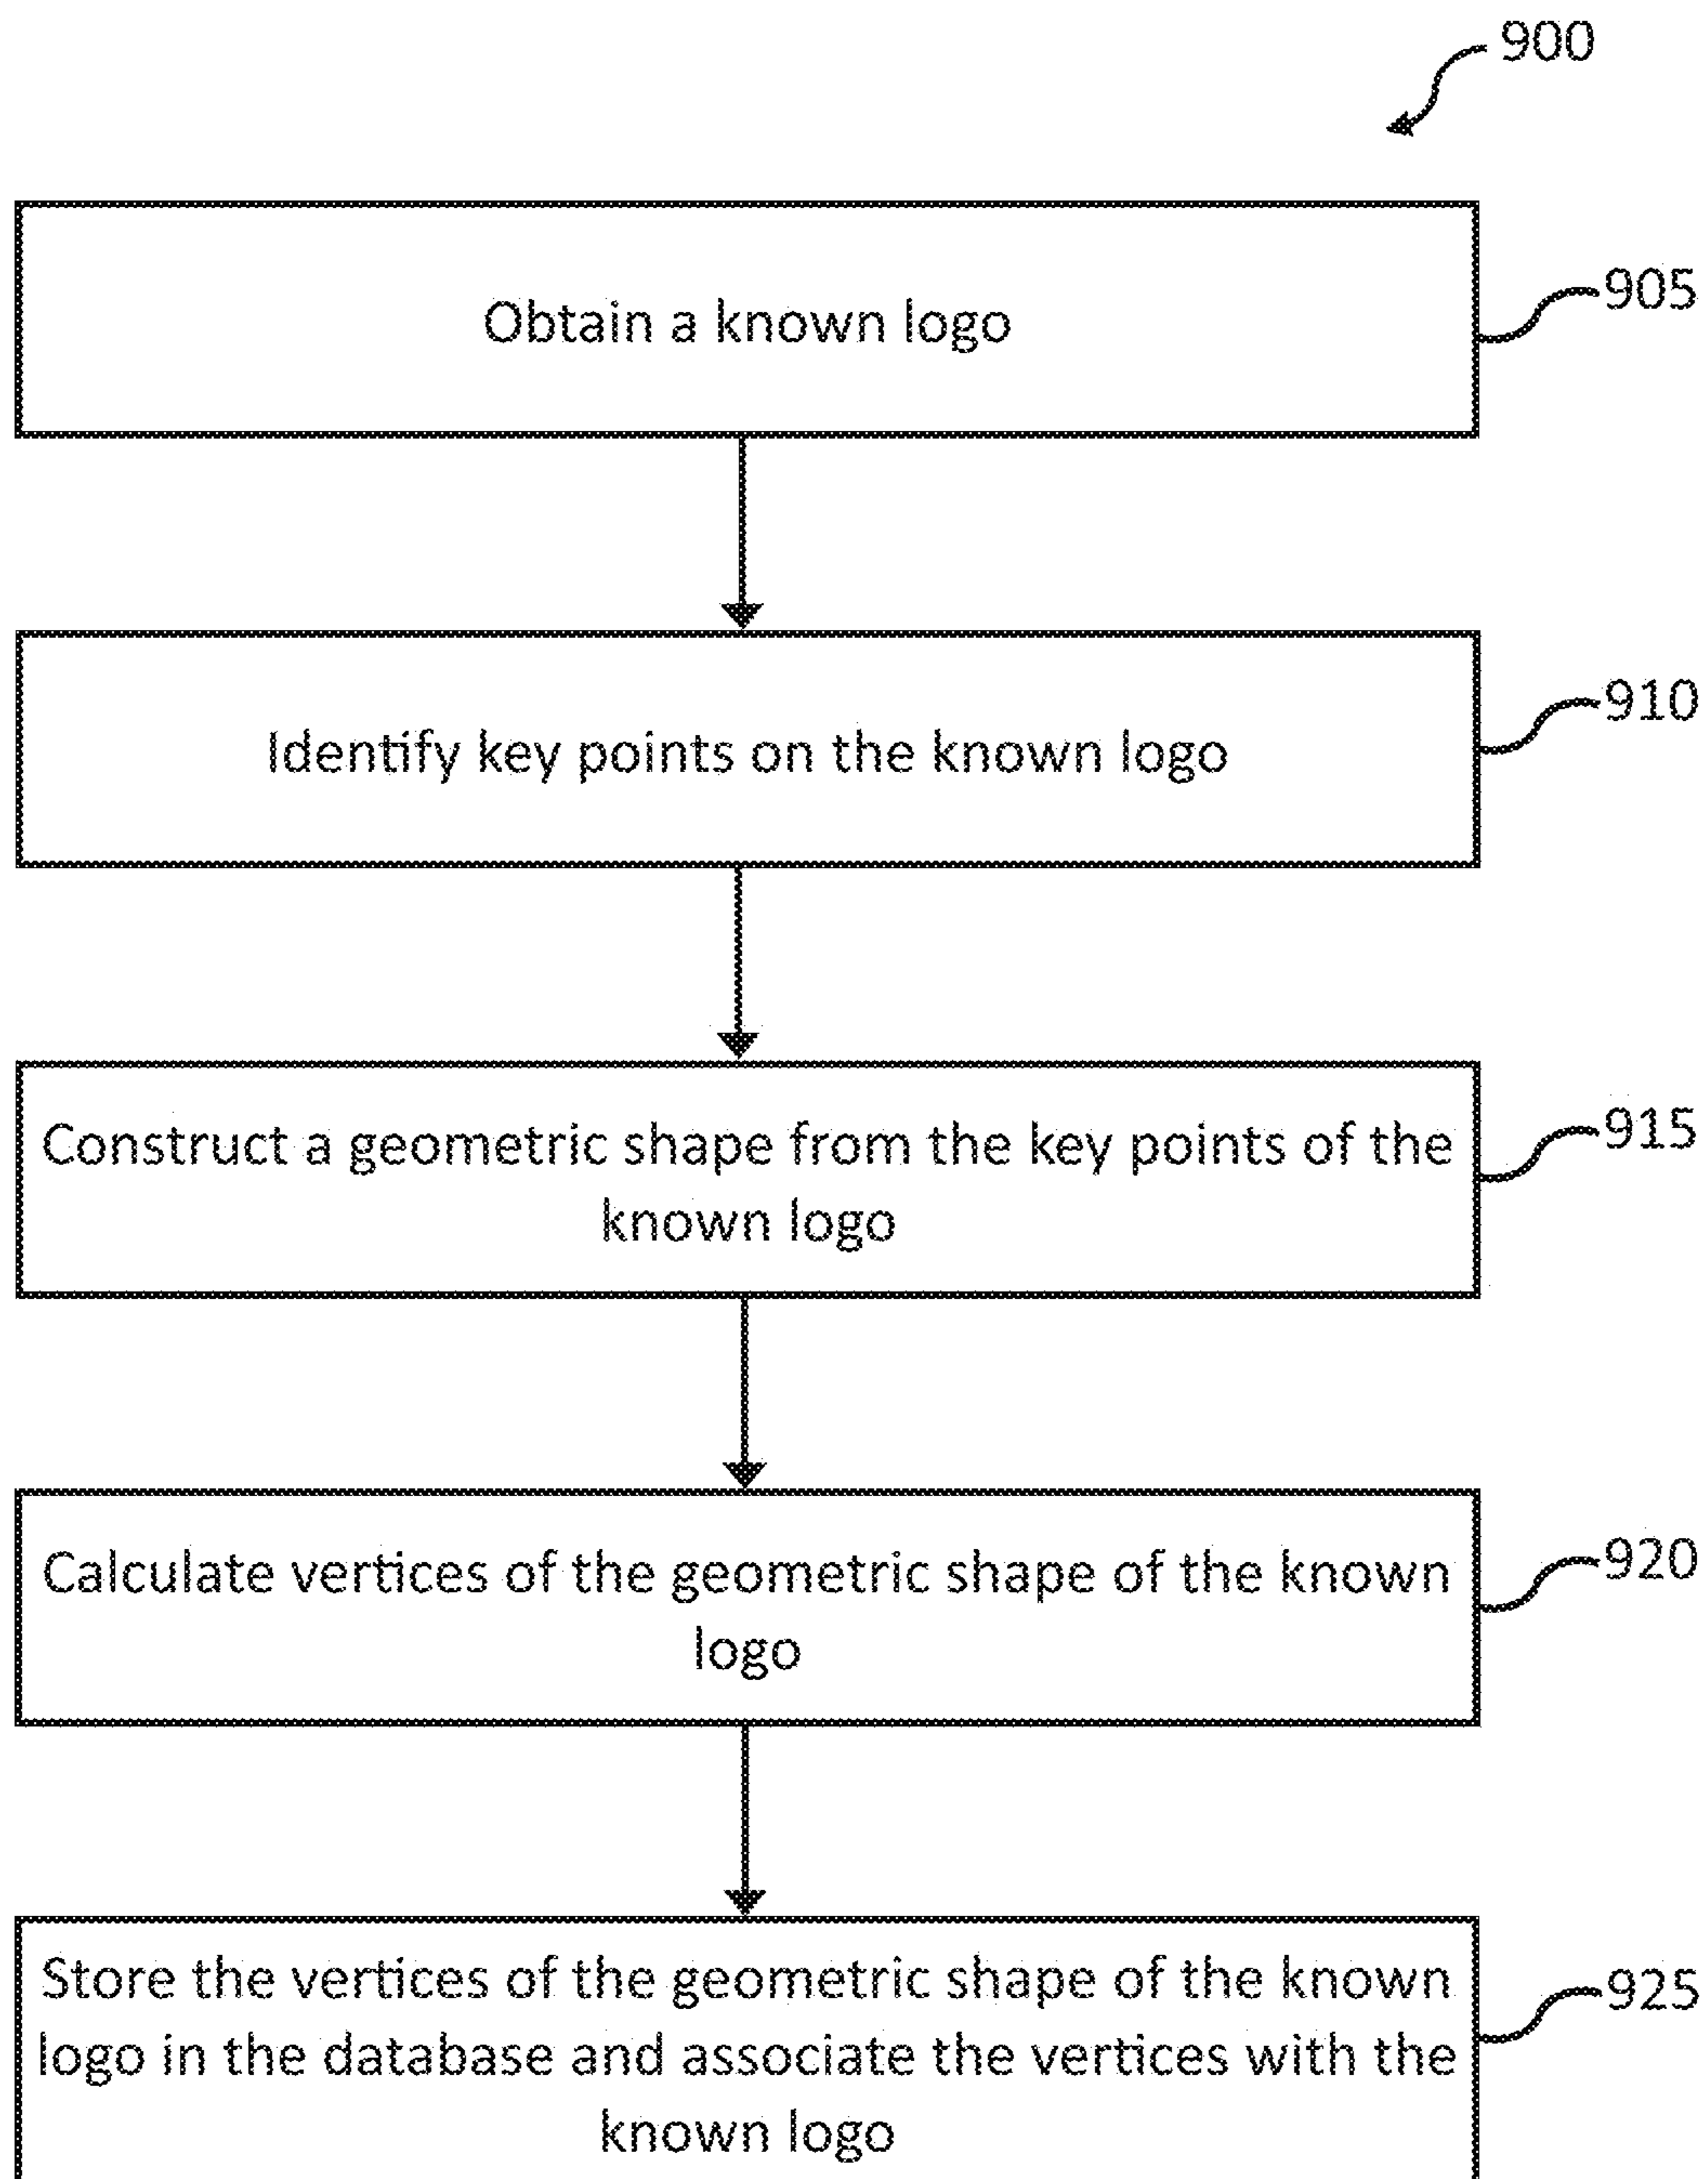 900
Obtain a known logo
905
Identify key points on the known logo
910
Construct a geometric shape from the key points of the
known logo
915
Calculate vertices of the geometric shape of the known
logo
920
Store the vertices of the geometric shape of the known
logo in the database and associate the vertices with the
known logo
925